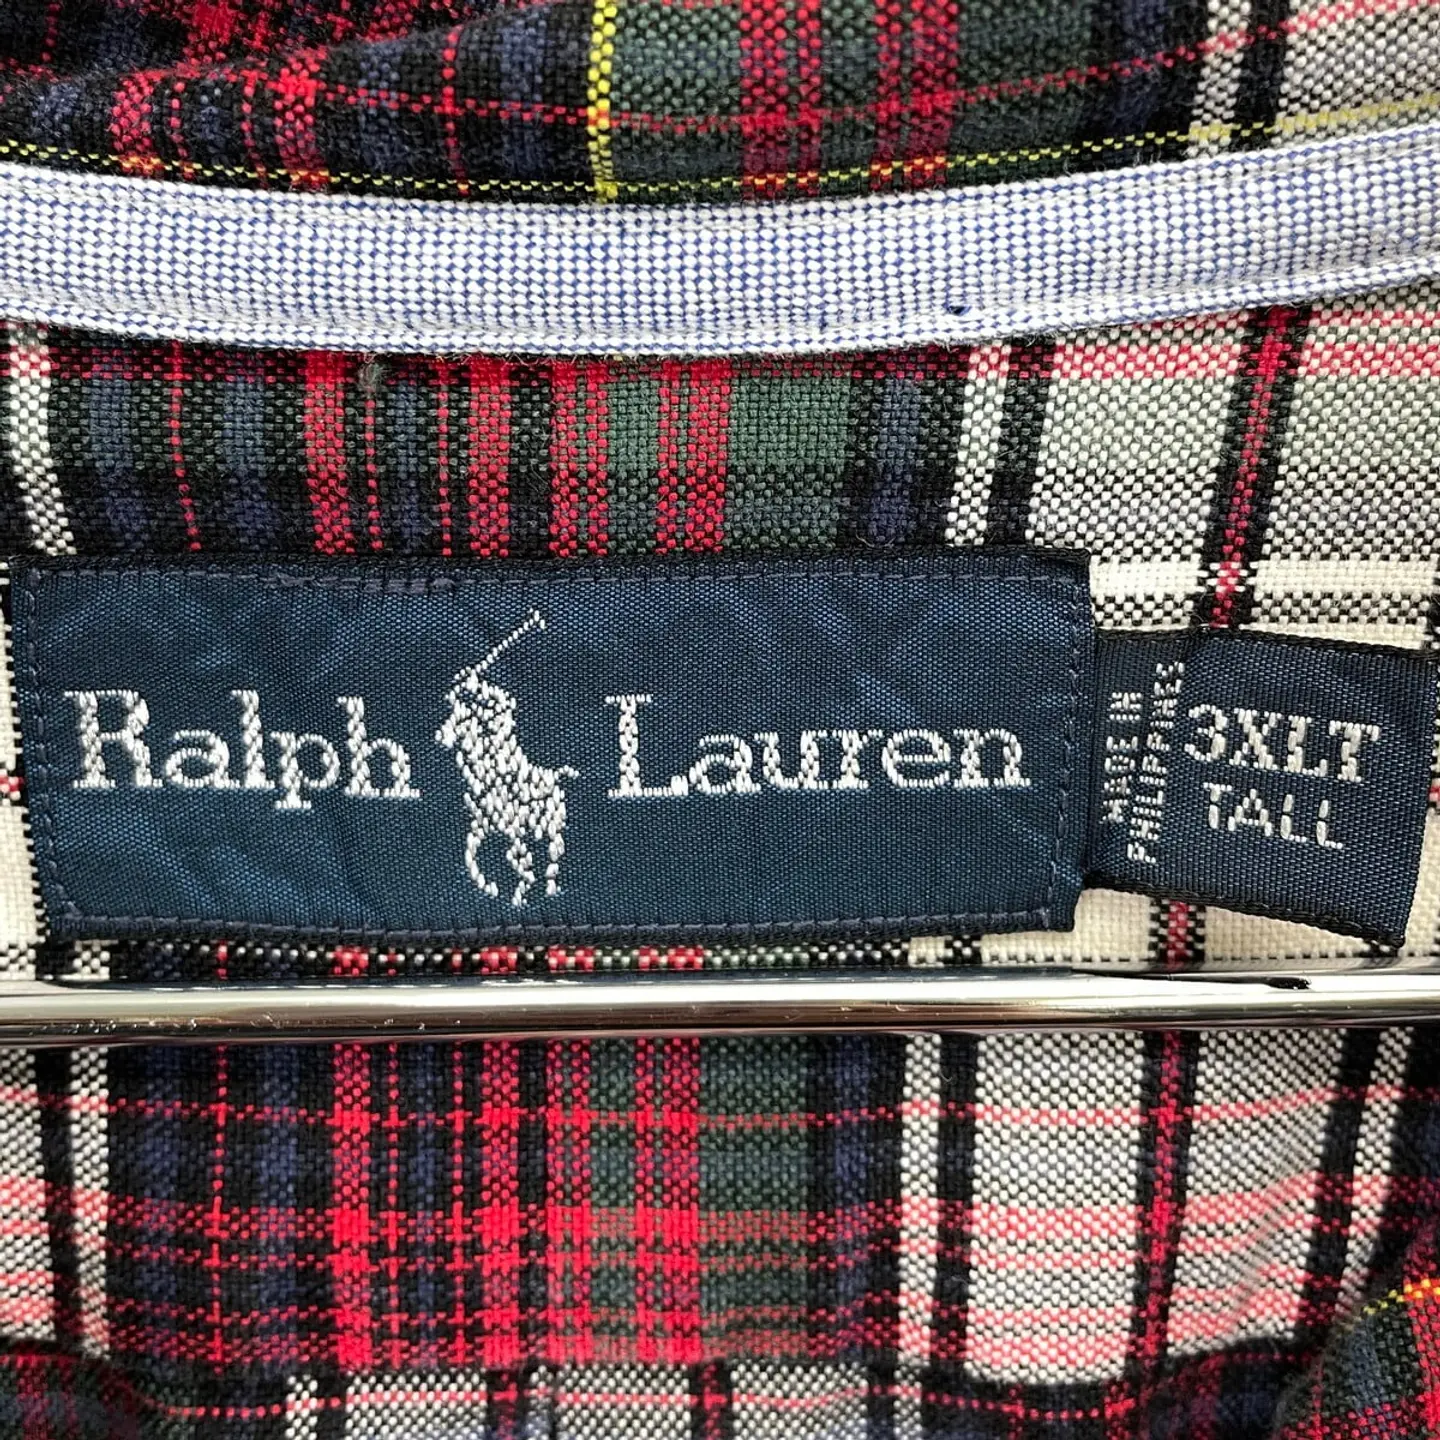 Ralph Lauren
MADE IN
PHILIPPINES
3XLT
TALL